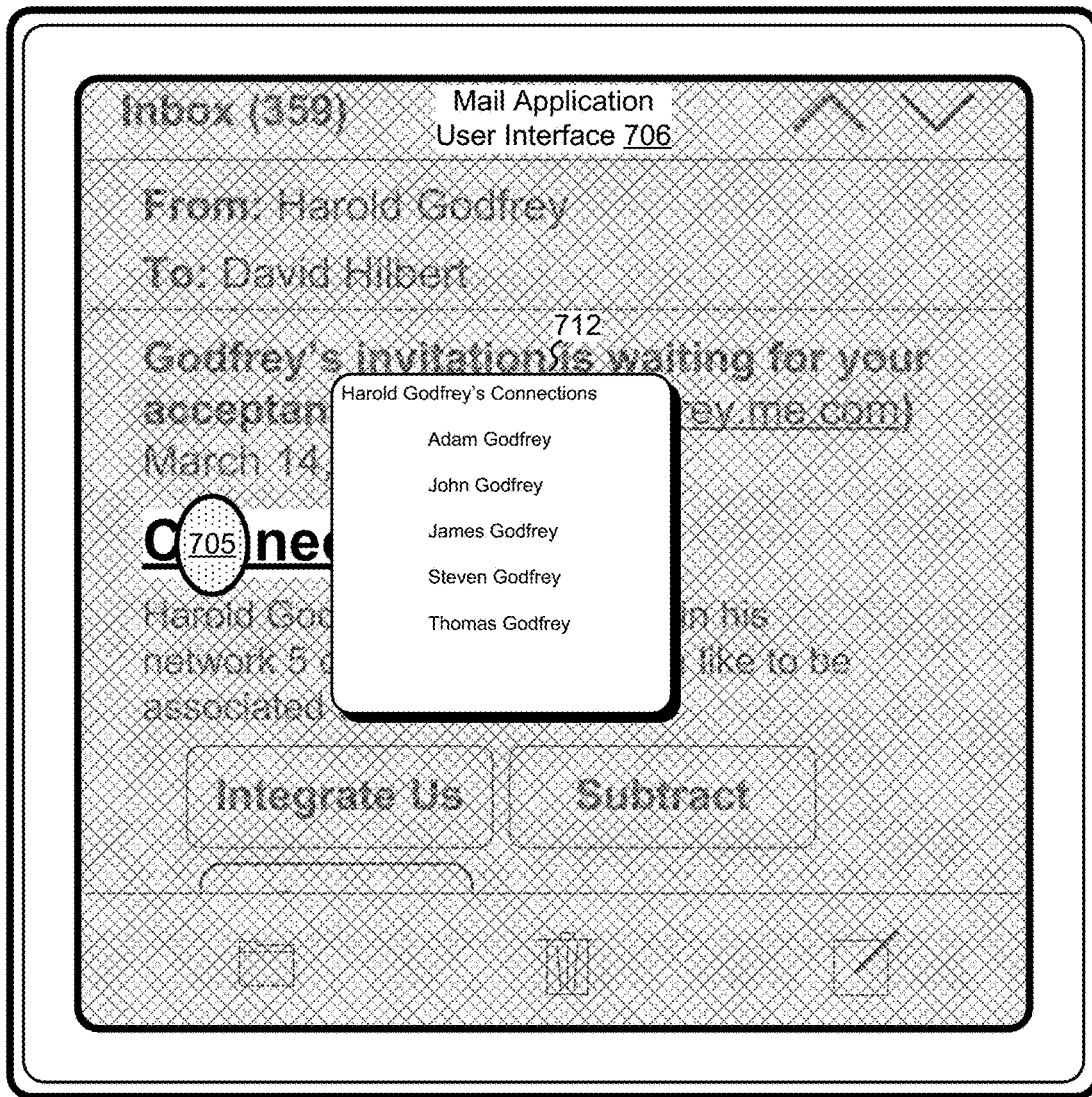 Inbox (359)
Mail Application
User Interface 706
From: Harold Godfrey
To: David Hilbert
712
Godfrey's invitation is waiting for your
acceptan rey.me.com)
March 14
Harold Godfrey's Connections
Adam Godfrey
John Godfrey
James Godfrey
Steven Godfrey
Thomas Godfrey
C 705 nec
Harold God in his
network 5 c like to be
associated
Integrate Us
Subtract